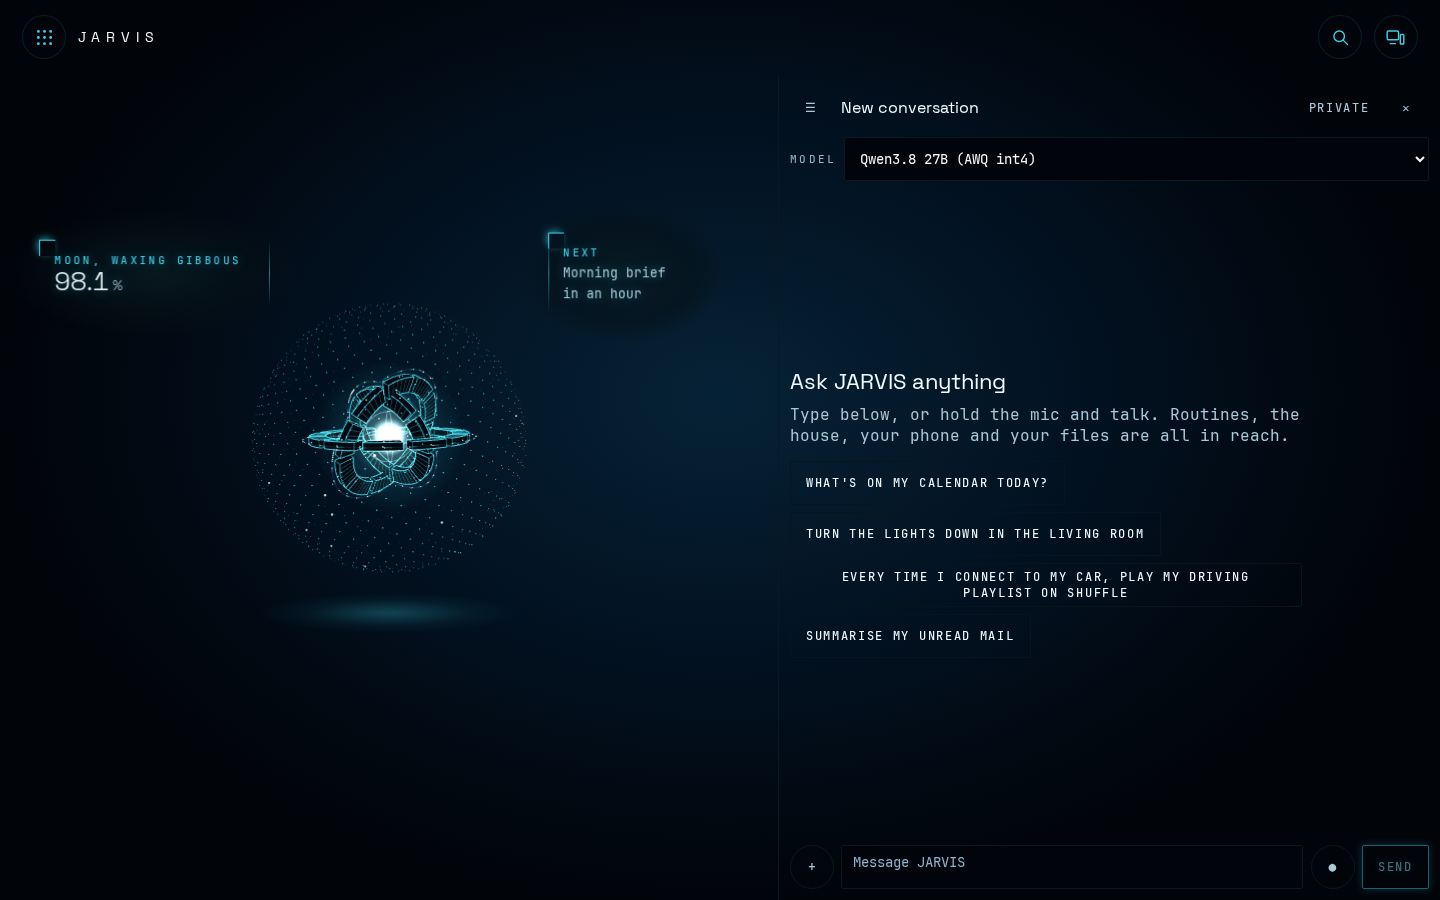 JARVIS
New conversation
PRIVATE
MODEL
Qwen3.8 27B (AWQ int4)
MOON, WAXING GIBBOUS
98.1 %
NEXT
Morning brief
in an hour
Ask JARVIS anything
Type below, or hold the mic and talk. Routines, the
house, your phone and your files are all in reach.
WHAT'S ON MY CALENDAR TODAY?
TURN THE LIGHTS DOWN IN THE LIVING ROOM
EVERY TIME I CONNECT TO MY CAR, PLAY MY DRIVING
PLAYLIST ON SHUFFLE
SUMMARISE MY UNREAD MAIL
Message JARVIS
SEND